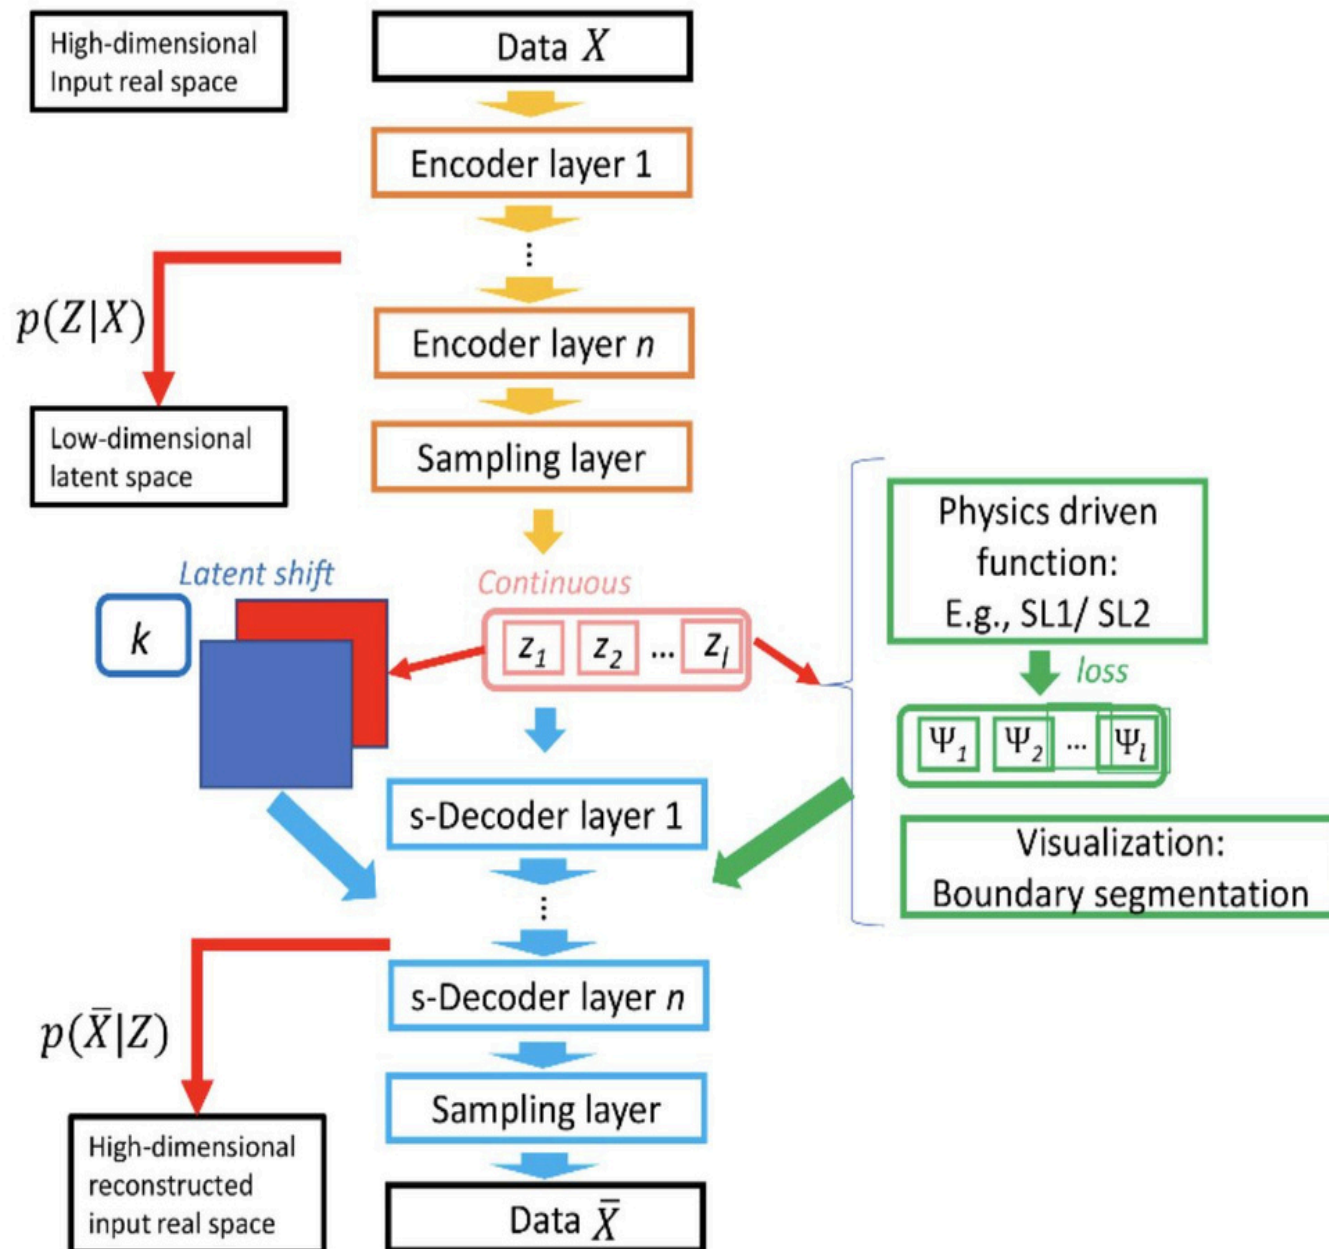 High-dimensional
Input real space
Data X
Encoder layer 1
⋮
p(Z|X)
Encoder layer n
Low-dimensional
latent space
Sampling layer
Physics driven
function:
E.g., SL1/ SL2
Latent shift
Continuous
k
z₁ z₂ ... z_l
loss
Ψ₁ Ψ₂ ... Ψ_l
s-Decoder layer 1
Visualization:
Boundary segmentation
⋮
s-Decoder layer n
p(X̄|Z)
Sampling layer
High-dimensional
reconstructed
input real space
Data X̄